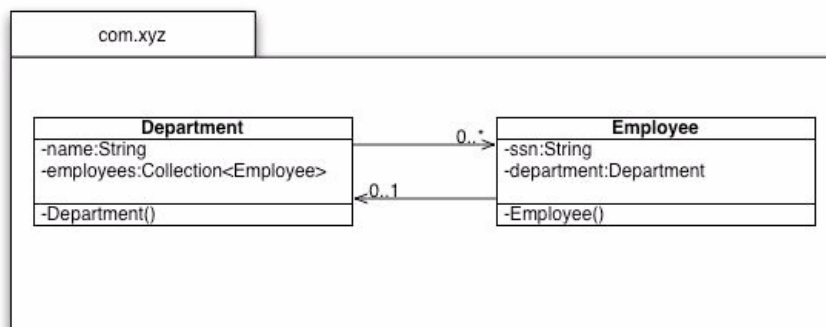 com.xyz
Department
-name:String
-employees:Collection<Employee>
-Department()
0..*
0..1
Employee
-ssn:String
-department:Department
-Employee()